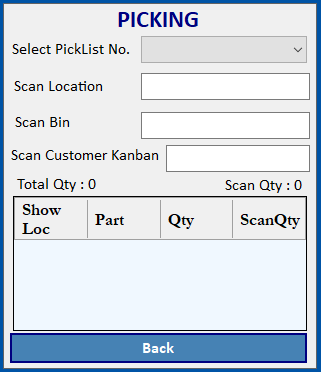 PICKING
Select PickList No.
Scan Location
Scan Bin
Scan Customer Kanban
Total Qty : 0 Scan Qty : 0
Show Loc Part Qty ScanQty
Back